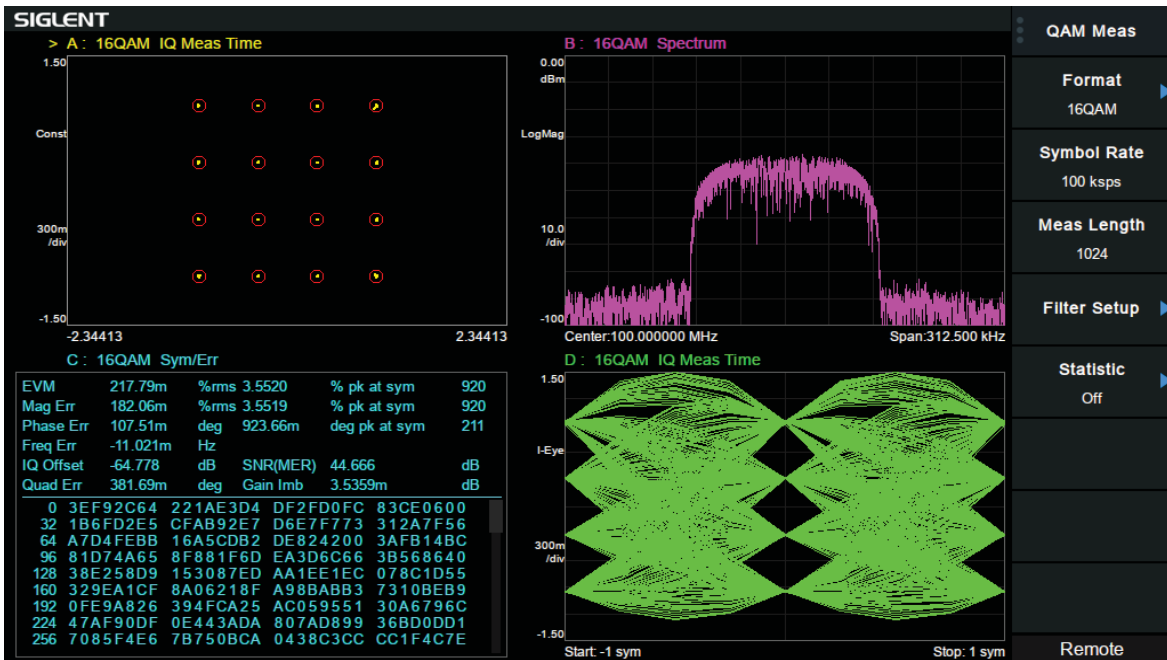 SIGLENT
> A : 16QAM IQ Meas Time
1.50
Const
300m
/div
-1.50
-2.34413 2.34413
B : 16QAM Spectrum
0.00
dBm
LogMag
10.0
/div
-100
Center:100.000000 MHz Span:312.500 kHz
C : 16QAM Sym/Err
EVM 217.79m %rms 3.5520 % pk at sym 920
Mag Err 182.06m %rms 3.5519 % pk at sym 920
Phase Err 107.51m deg 923.66m deg pk at sym 211
Freq Err -11.021m Hz
IQ Offset -64.778 dB SNR(MER) 44.666 dB
Quad Err 381.69m deg Gain Imb 3.5359m dB
0 3EF92C64 221AE3D4 DF2FD0FC 83CE0600
32 1B6FD2E5 CFAB92E7 D6E7F773 312A7F56
64 A7D4FEBB 16A5CDB2 DE824200 3AFB14BC
96 81D74A65 8F881F6D EA3D6C66 3B568640
128 38E258D9 153087ED AA1EE1EC 078C1D55
160 329EA1CF 8A06218F A98BABB3 7310BEB9
192 0FE9A826 394FCA25 AC059551 30A6796C
224 47AF90DF 0E443ADA 807AD899 36BD0DD1
256 7085F4E6 7B750BCA 0438C3CC CC1F4C7E
D : 16QAM IQ Meas Time
1.50
I-Eye
300m
/div
-1.50
Start: -1 sym Stop: 1 sym
QAM Meas
Format
16QAM
Symbol Rate
100 ksps
Meas Length
1024
Filter Setup
Statistic
Off
Remote